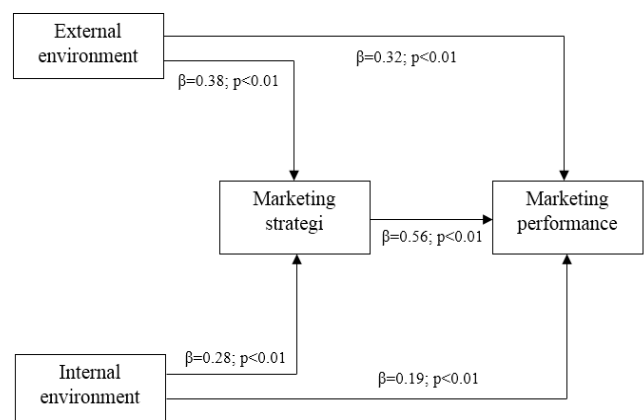 External
environment
β=0.32; p<0.01
β=0.38; p<0.01
Marketing
strategi
Marketing
performance
β=0.56; p<0.01
β=0.28; p<0.01
Internal
environment
β=0.19; p<0.01